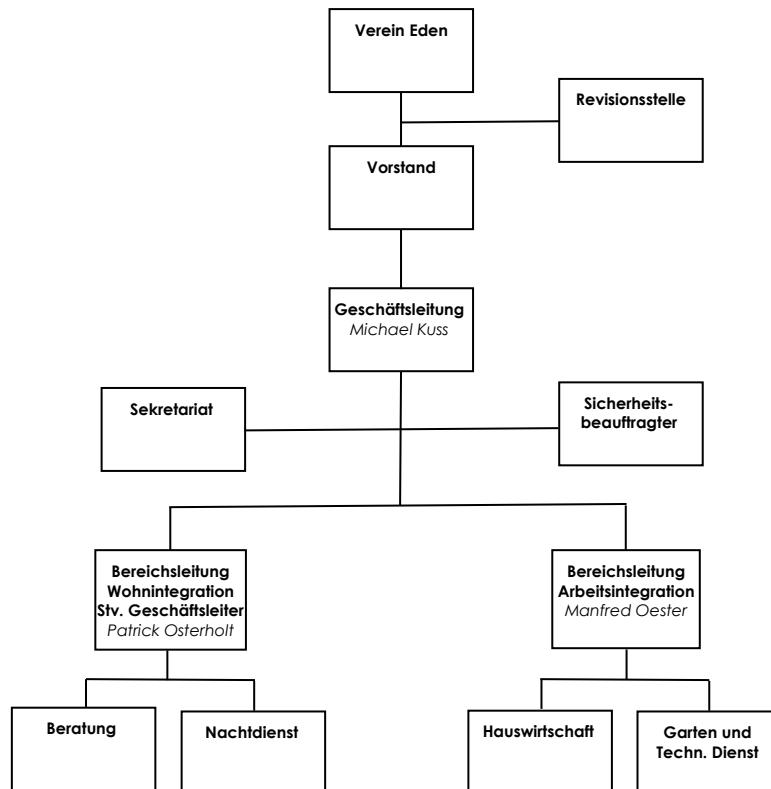 Verein Eden
Revisionsstelle
Vorstand
Geschäftsleitung
Michael Kuss
Sekretariat
Sicherheits-
beauftragter
Bereichsleitung
Wohnintegration
Stv. Geschäftsleiter
Patrick Osterholt
Bereichsleitung
Arbeitsintegration
Manfred Oester
Beratung
Nachtdienst
Hauswirtschaft
Garten und
Techn. Dienst